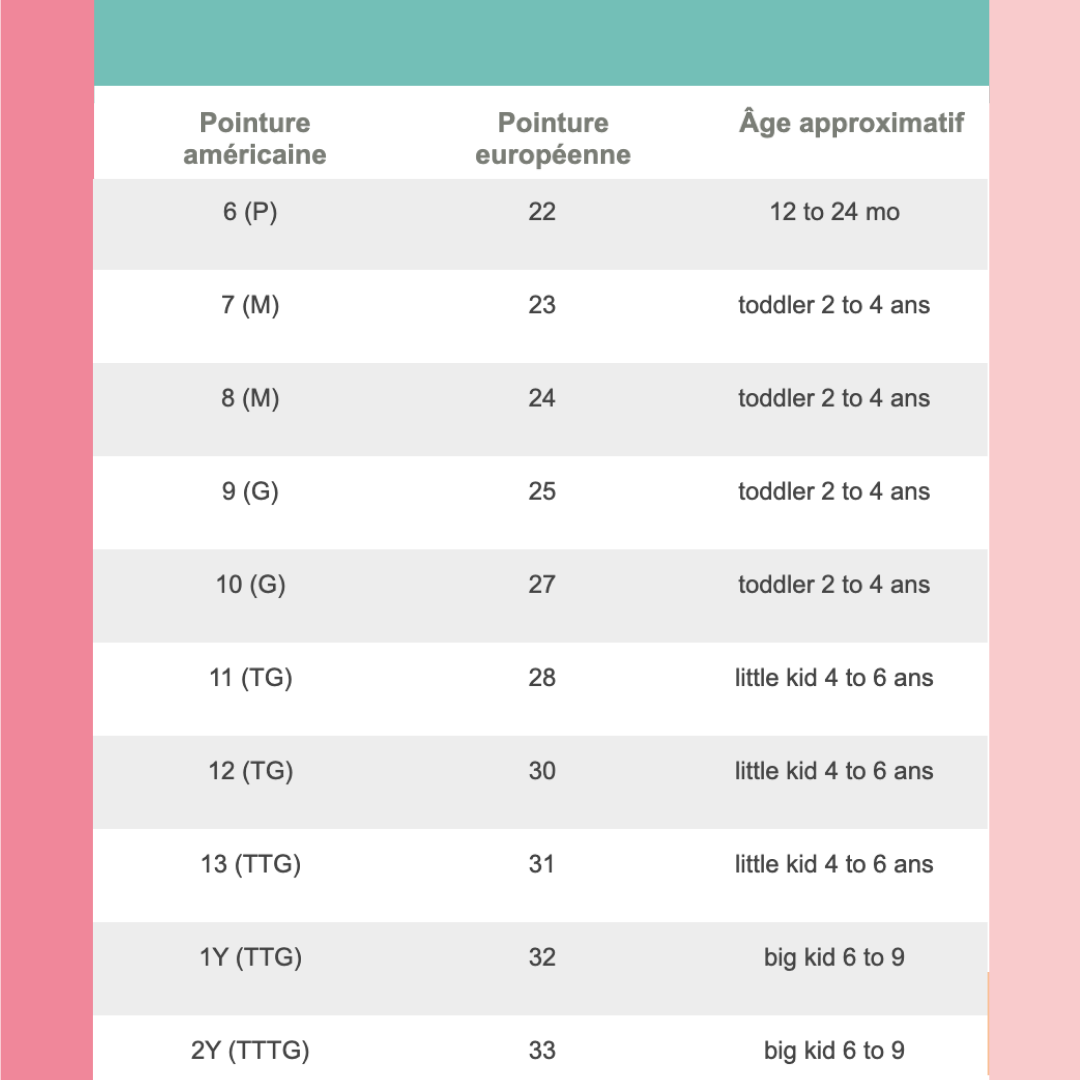 Pointure américaine Pointure européenne Âge approximatif
6 (P) 22 12 to 24 mo
7 (M) 23 toddler 2 to 4 ans
8 (M) 24 toddler 2 to 4 ans
9 (G) 25 toddler 2 to 4 ans
10 (G) 27 toddler 2 to 4 ans
11 (TG) 28 little kid 4 to 6 ans
12 (TG) 30 little kid 4 to 6 ans
13 (TTG) 31 little kid 4 to 6 ans
1Y (TTG) 32 big kid 6 to 9
2Y (TTTG) 33 big kid 6 to 9